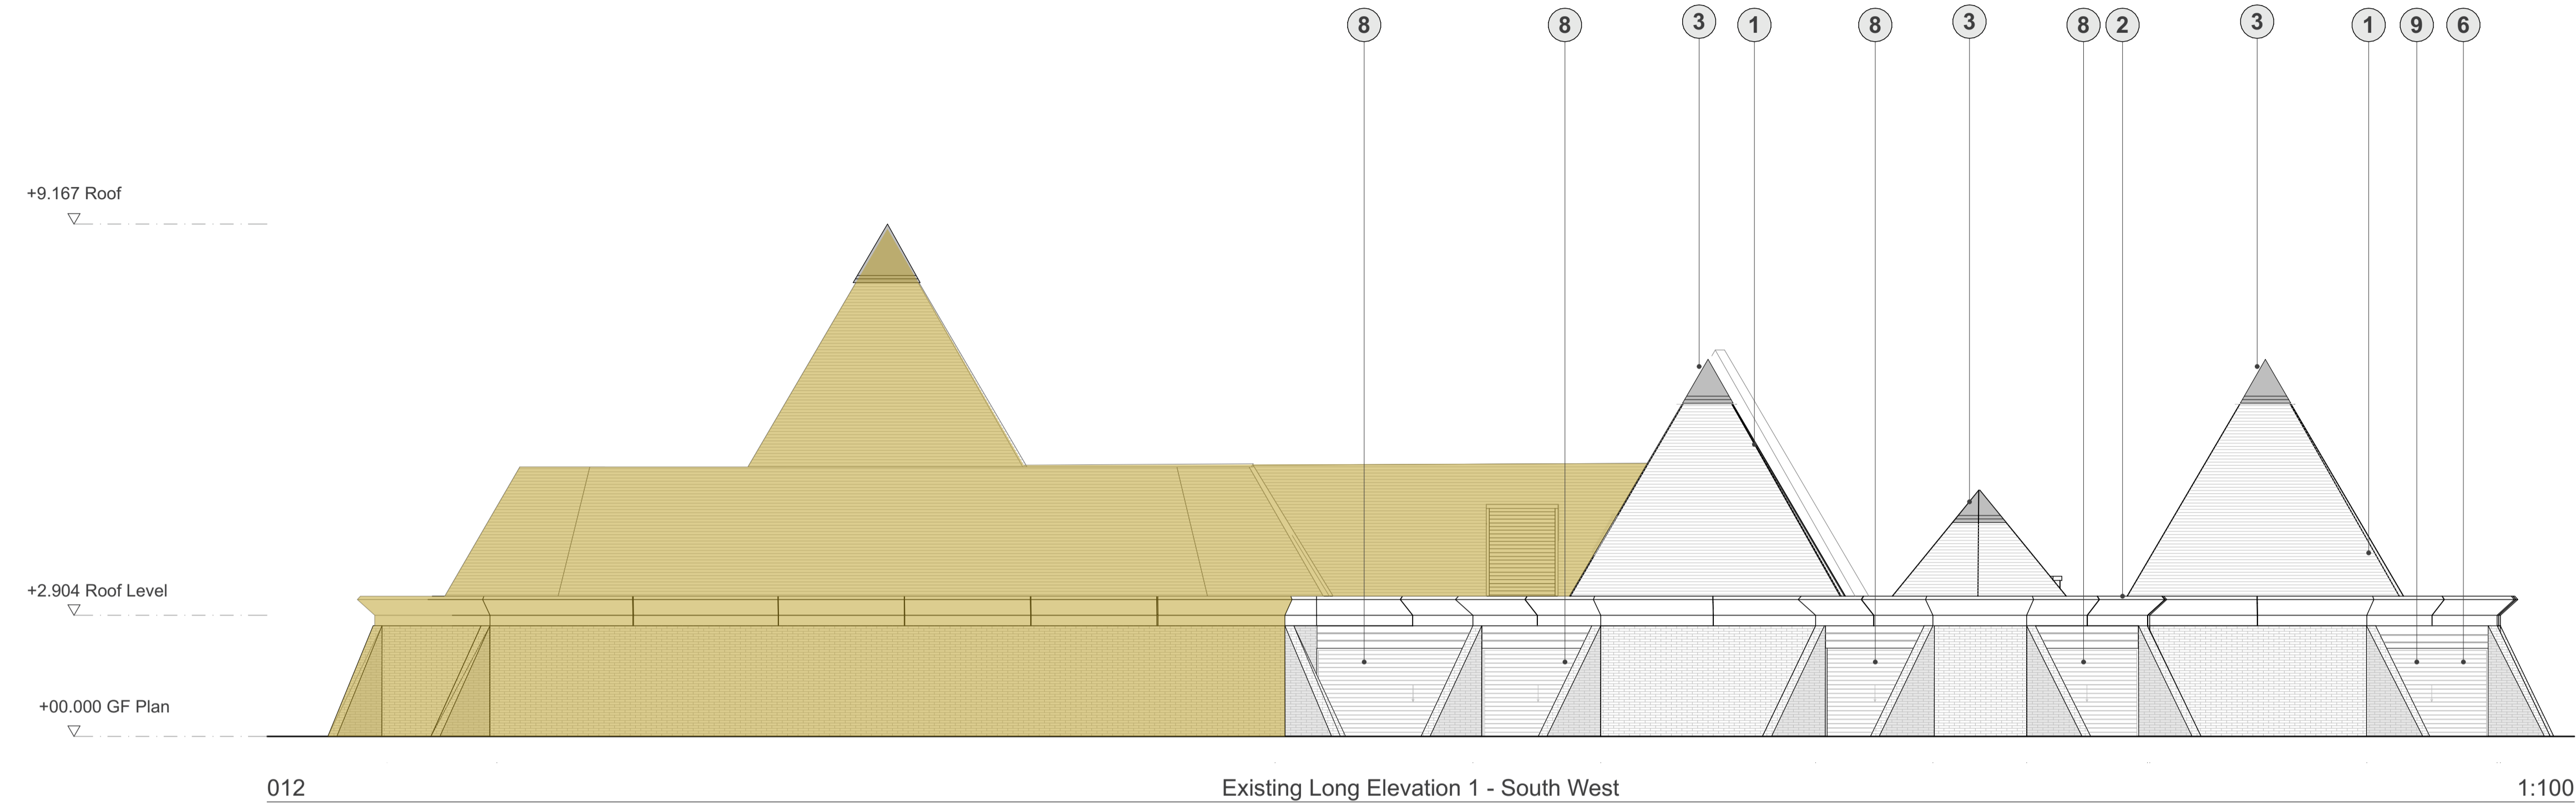 8 8 3 1 8 3 8 2 3 1 9 6
+9.167 Roof
+2.904 Roof Level
+00.000 GF Plan
012 Existing Long Elevation 1 - South West 1:100